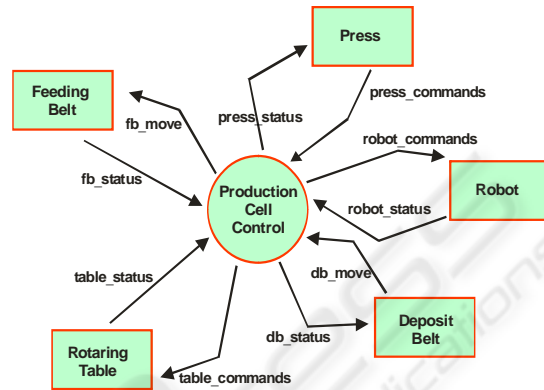 Press
Feeding
Belt
press_commands
fb_move
press_status
robot_commands
fb_status
Production
Cell
Control
Robot
robot_status
table_status
db_move
Rotaring
Table
db_status
Deposit
Belt
table_commands